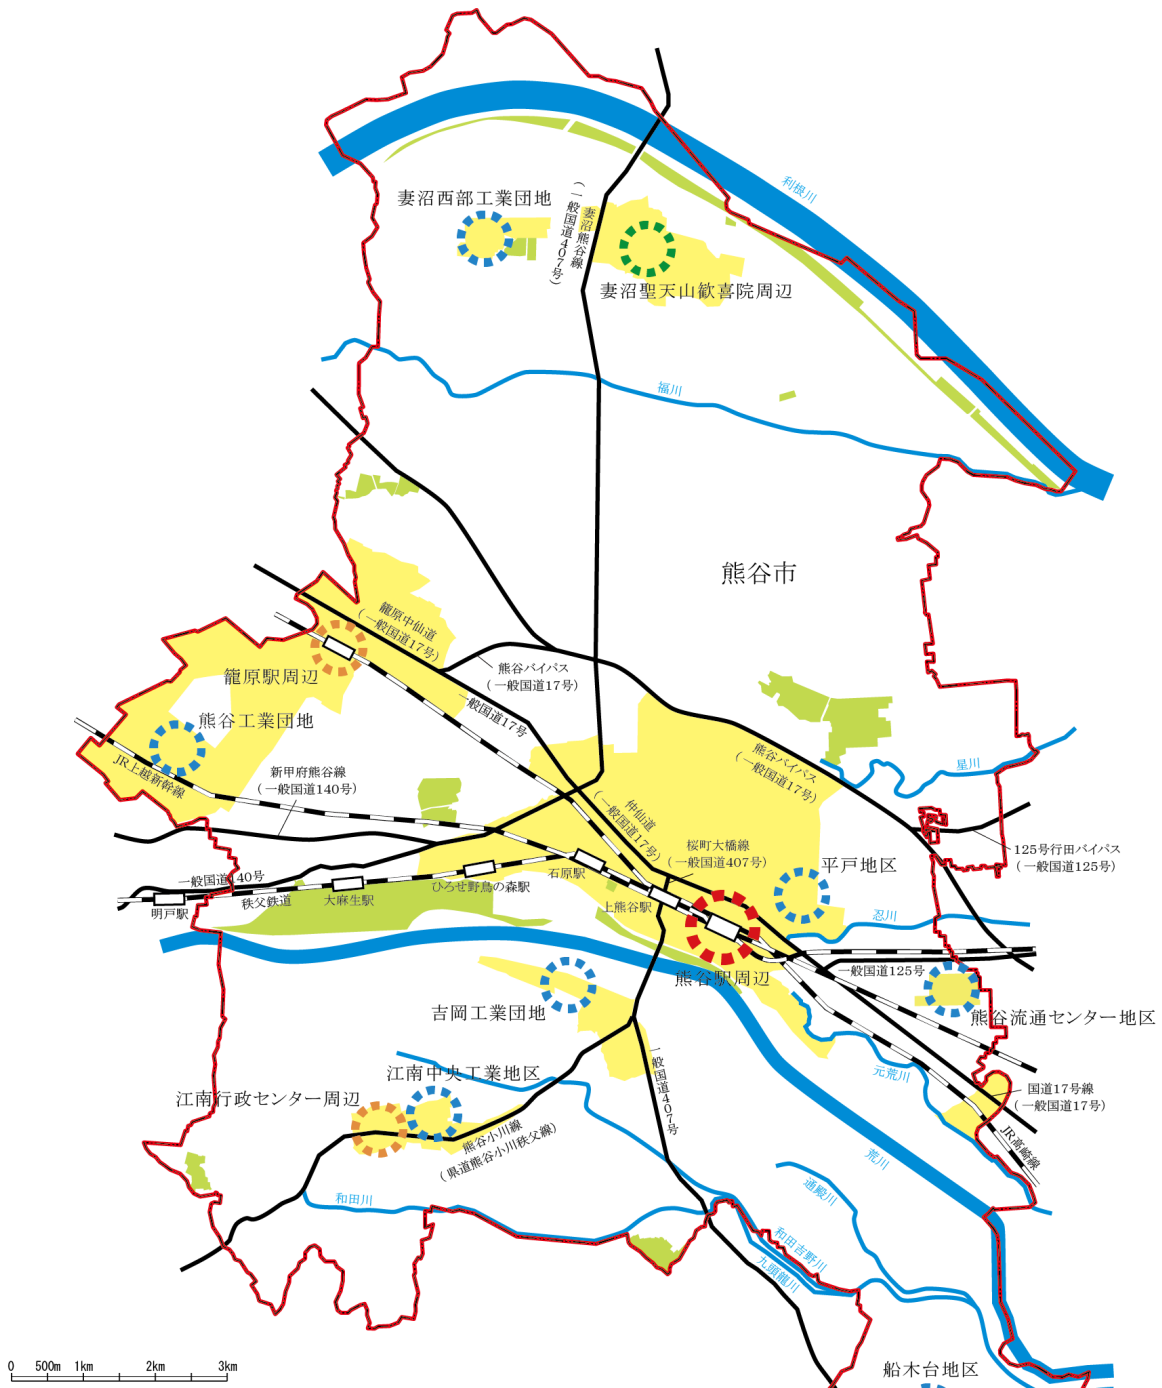 利根川
妻沼西部工業団地
妻沼熊谷線
(一般国道407号)
妻沼聖天山歓喜院周辺
福川
熊谷市
籠原中仙道
(一般国道17号)
熊谷バイパス
(一般国道17号)
籠原駅周辺
一般国道17号
熊谷工業団地
JR上越新幹線
新甲府熊谷線
(一般国道140号)
熊谷バイパス
(一般国道17号)
星川
仲仙道
(一般国道17号)
桜町大橋線
(一般国道407号)
125号行田バイパス
(一般国道125号)
平戸地区
石原駅
一般国道140号
ひろせ野鳥の森駅
秩父鉄道
大麻生駅
明戸駅
上熊谷駅
忍川
熊谷駅周辺
一般国道125号
吉岡工業団地
熊谷流通センター地区
一般国道407号
元荒川
江南中央工業地区
江南行政センター周辺
国道17号線
(一般国道17号)
熊谷小川線
(県道熊谷小川秩父線)
JR高崎線
荒川
通殿川
和田川
和田吉野川
九頭龍川
船木台地区
0 500m 1km 2km 3km